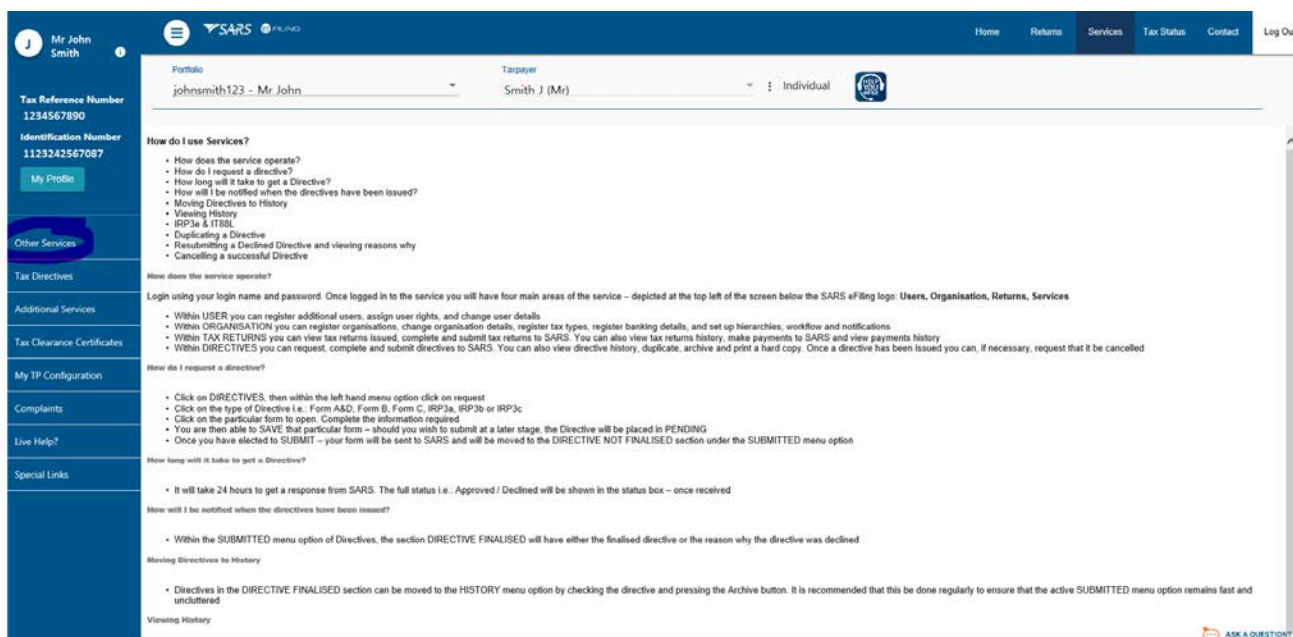 J
Mr John
Smith
SARS eFILING
Home
Returns
Services
Tax Status
Contact
Log Ou
Portfolio
johnsmith123 - Mr John
Taxpayer
Smith J (Mr)
Individual
HELP
YOU
eFILE
Tax Reference Number
1234567890
Identification Number
1123242567087
My Profile
Other Services
Tax Directives
Additional Services
Tax Clearance Certificates
My TP Configuration
Complaints
Live Help?
Special Links
How do I use Services?
• How does the service operate?
• How do I request a directive?
• How long will it take to get a Directive?
• How will I be notified when the directives have been issued?
• Moving Directives to History
• Viewing History
• IRP3e & IT88L
• Duplicating a Directive
• Resubmitting a Declined Directive and viewing reasons why
• Cancelling a successful Directive
How does the service operate?
Login using your login name and password. Once logged in to the service you will have four main areas of the service – depicted at the top left of the screen below the SARS eFiling logo: Users, Organisation, Returns, Services
• Within USER you can register additional users, assign user rights, and change user details
• Within ORGANISATION you can register organisations, change organisation details, register tax types, register banking details, and set up hierarchies, workflow and notifications
• Within TAX RETURNS you can view tax returns issued, complete and submit tax returns to SARS. You can also view tax returns history, make payments to SARS and view payments history
• Within DIRECTIVES you can request, complete and submit directives to SARS. You can also view directive history, duplicate, archive and print a hard copy. Once a directive has been issued you can, if necessary, request that it be cancelled
How do I request a directive?
• Click on DIRECTIVES, then within the left hand menu option click on request
• Click on the type of Directive i.e.: Form A&D, Form B, Form C, IRP3a, IRP3b or IRP3c
• Click on the particular form to open. Complete the information required
• You are then able to SAVE that particular form – should you wish to submit at a later stage, the Directive will be placed in PENDING
• Once you have elected to SUBMIT – your form will be sent to SARS and will be moved to the DIRECTIVE NOT FINALISED section under the SUBMITTED menu option
How long will it take to get a Directive?
• It will take 24 hours to get a response from SARS. The full status i.e.: Approved / Declined will be shown in the status box – once received
How will I be notified when the directives have been issued?
• Within the SUBMITTED menu option of Directives, the section DIRECTIVE FINALISED will have either the finalised directive or the reason why the directive was declined
Moving Directives to History
• Directives in the DIRECTIVE FINALISED section can be moved to the HISTORY menu option by checking the directive and pressing the Archive button. It is recommended that this be done regularly to ensure that the active SUBMITTED menu option remains fast and
uncluttered
Viewing History
ASK A QUESTION?